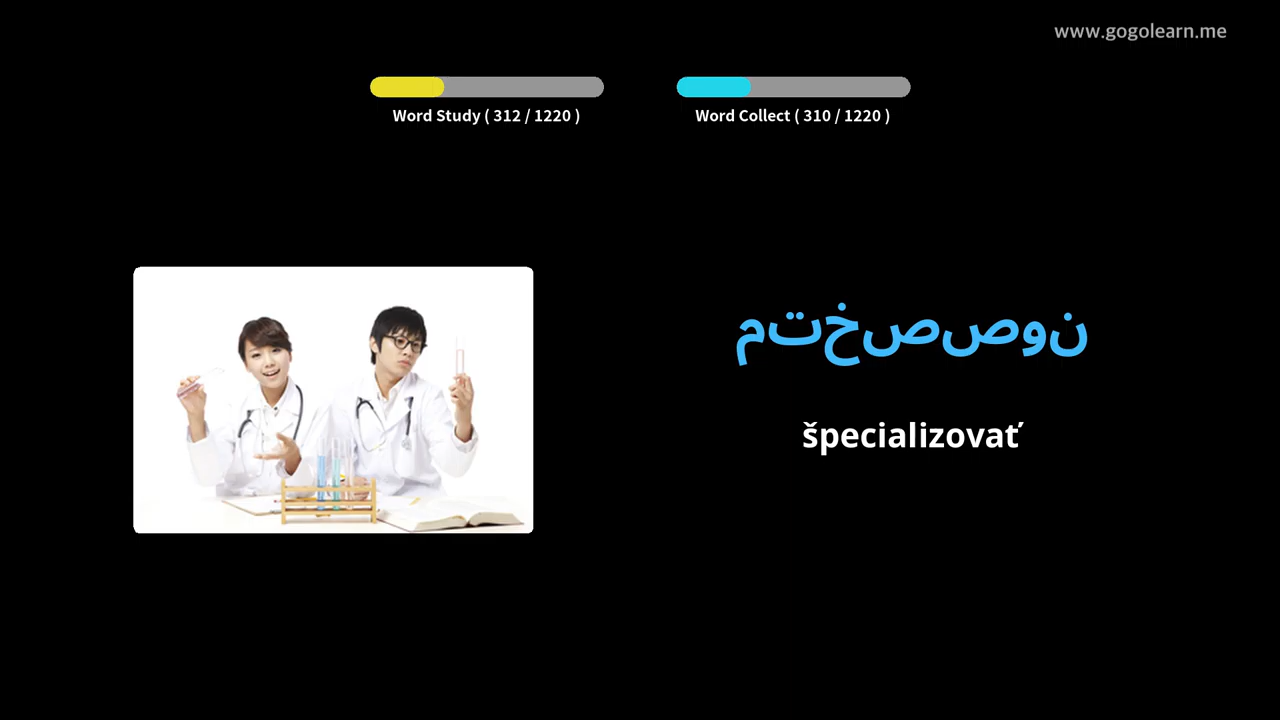 www.gogolearn.me
Word Study ( 312 / 1220 )
Word Collect ( 310 / 1220 )
متخصصون
špecializovať